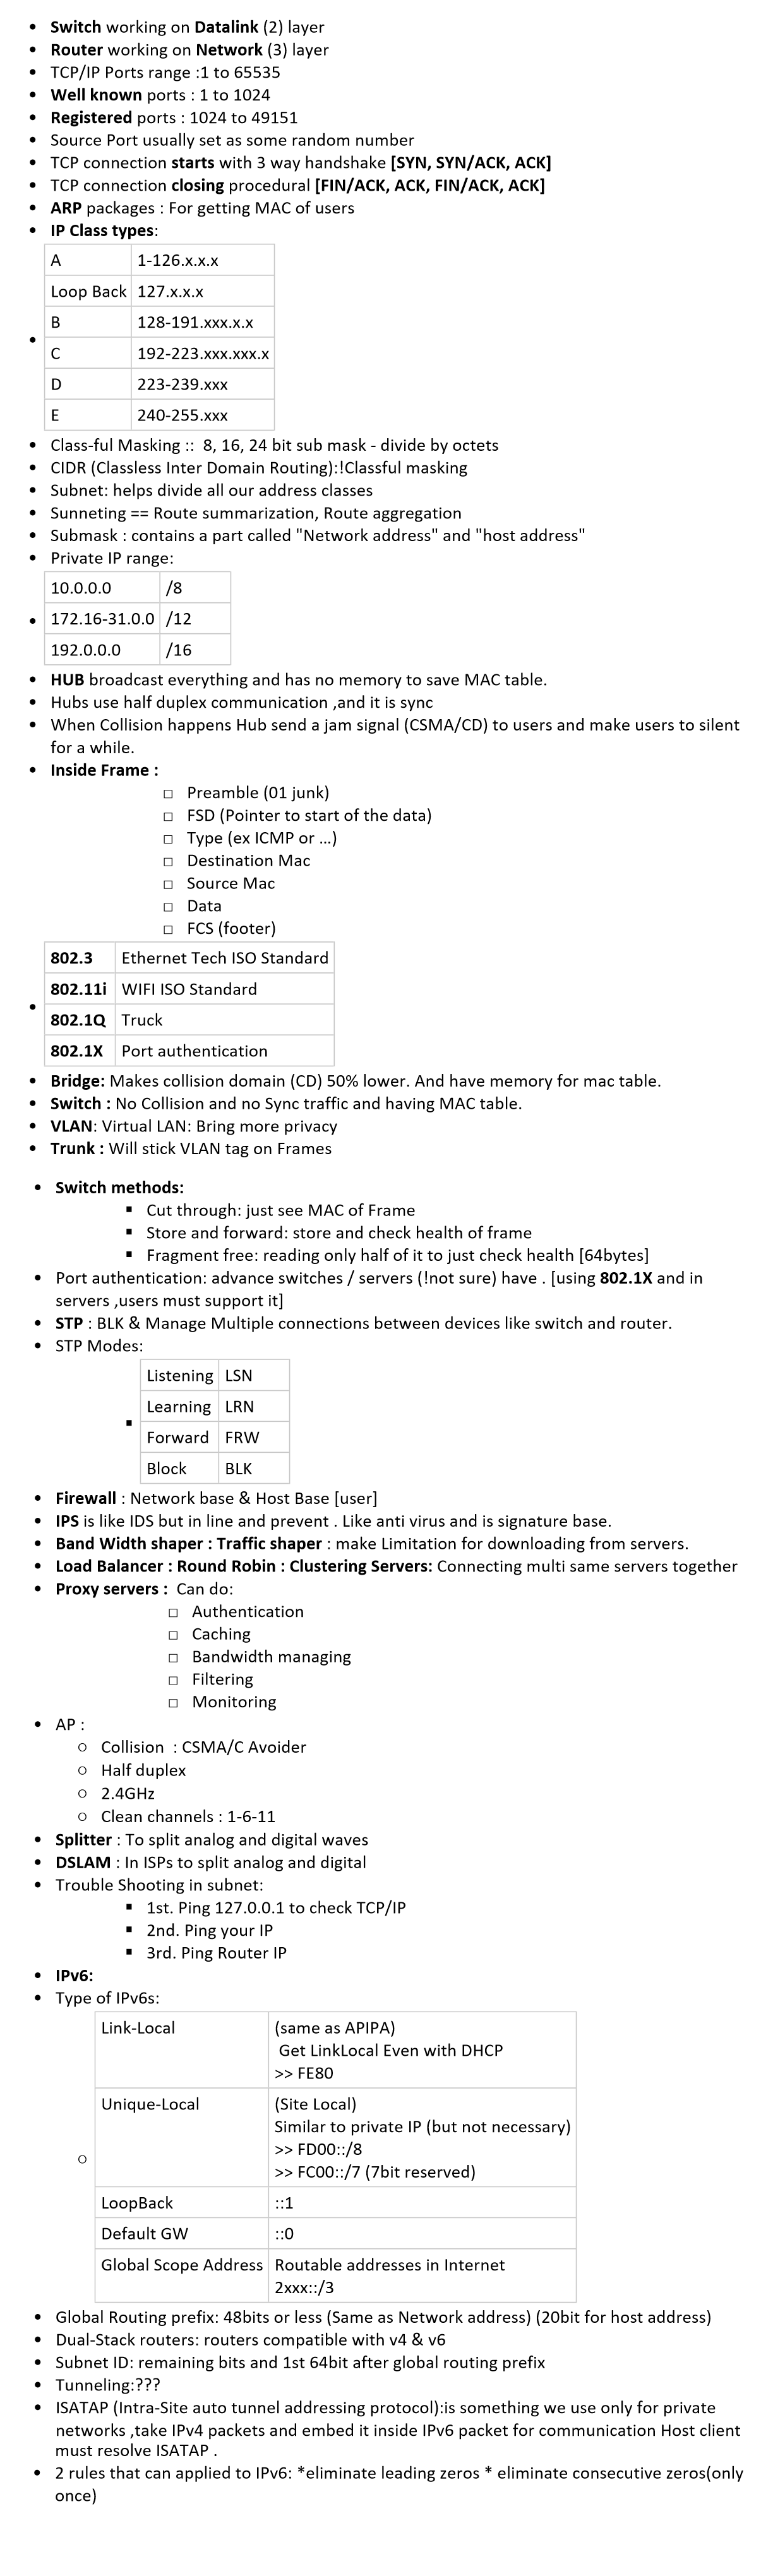 Switch working on Datalink (2) layer
Router working on Network (3) layer
TCP/IP Ports range :1 to 65535
Well known ports : 1 to 1024
Registered ports : 1024 to 49151
Source Port usually set as some random number
TCP connection starts with 3 way handshake [SYN, SYN/ACK, ACK]
TCP connection closing procedural [FIN/ACK, ACK, FIN/ACK, ACK]
ARP packages : For getting MAC of users
IP Class types:
A 1-126.x.x.x
Loop Back 127.x.x.x
B 128-191.xxx.x.x
C 192-223.xxx.xxx.x
D 223-239.xxx
E 240-255.xxx
Class-ful Masking :: 8, 16, 24 bit sub mask - divide by octets
CIDR (Classless Inter Domain Routing):!Classful masking
Subnet: helps divide all our address classes
Sunneting == Route summarization, Route aggregation
Submask : contains a part called "Network address" and "host address"
Private IP range:
10.0.0.0 /8
172.16-31.0.0 /12
192.0.0.0 /16
HUB broadcast everything and has no memory to save MAC table.
Hubs use half duplex communication ,and it is sync
When Collision happens Hub send a jam signal (CSMA/CD) to users and make users to silent
for a while.
Inside Frame :
Preamble (01 junk)
FSD (Pointer to start of the data)
Type (ex ICMP or ...)
Destination Mac
Source Mac
Data
FCS (footer)
802.3 Ethernet Tech ISO Standard
802.11i WIFI ISO Standard
802.1Q Truck
802.1X Port authentication
Bridge: Makes collision domain (CD) 50% lower. And have memory for mac table.
Switch : No Collision and no Sync traffic and having MAC table.
VLAN: Virtual LAN: Bring more privacy
Trunk : Will stick VLAN tag on Frames
Switch methods:
Cut through: just see MAC of Frame
Store and forward: store and check health of frame
Fragment free: reading only half of it to just check health [64bytes]
Port authentication: advance switches / servers (!not sure) have . [using 802.1X and in
servers ,users must support it]
STP : BLK & Manage Multiple connections between devices like switch and router.
STP Modes:
Listening LSN
Learning LRN
Forward FRW
Block BLK
Firewall : Network base & Host Base [user]
IPS is like IDS but in line and prevent . Like anti virus and is signature base.
Band Width shaper : Traffic shaper : make Limitation for downloading from servers.
Load Balancer : Round Robin : Clustering Servers: Connecting multi same servers together
Proxy servers : Can do:
Authentication
Caching
Bandwidth managing
Filtering
Monitoring
AP :
Collision : CSMA/C Avoider
Half duplex
2.4GHz
Clean channels : 1-6-11
Splitter : To split analog and digital waves
DSLAM : In ISPs to split analog and digital
Trouble Shooting in subnet:
1st. Ping 127.0.0.1 to check TCP/IP
2nd. Ping your IP
3rd. Ping Router IP
IPv6:
Type of IPv6s:
Link-Local (same as APIPA)
Get LinkLocal Even with DHCP
>> FE80
Unique-Local (Site Local)
Similar to private IP (but not necessary)
>> FD00::/8
>> FC00::/7 (7bit reserved)
LoopBack ::1
Default GW ::0
Global Scope Address Routable addresses in Internet
2xxx::/3
Global Routing prefix: 48bits or less (Same as Network address) (20bit for host address)
Dual-Stack routers: routers compatible with v4 & v6
Subnet ID: remaining bits and 1st 64bit after global routing prefix
Tunneling:???
ISATAP (Intra-Site auto tunnel addressing protocol):is something we use only for private
networks ,take IPv4 packets and embed it inside IPv6 packet for communication Host client
must resolve ISATAP .
2 rules that can applied to IPv6: *eliminate leading zeros * eliminate consecutive zeros(only
once)